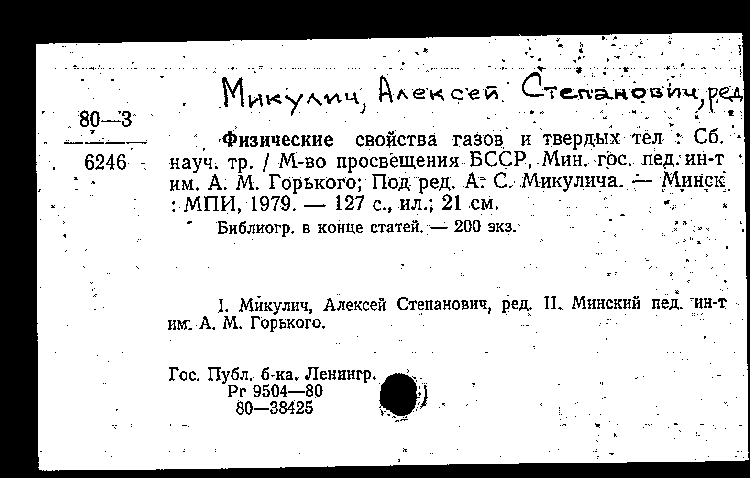 Микулич, Алексей Степанович, ред
80—3
6246
Физические свойства газов и твердых тел : Сб.
науч. тр. / М-во просвещения БССР, Мин. гос. пед. ин-т
им. А. М. Горького; Под ред. А. С. Микулича. — Минск
: МПИ, 1979. — 127 с., ил.; 21 см.
Библиогр. в конце статей. — 200 экз.
I. Микулич, Алексей Степанович, ред. II. Минский пед. ин-т
им. А. М. Горького.
Гос. Публ. б-ка. Ленингр.
Рг 9504—80
80—38425